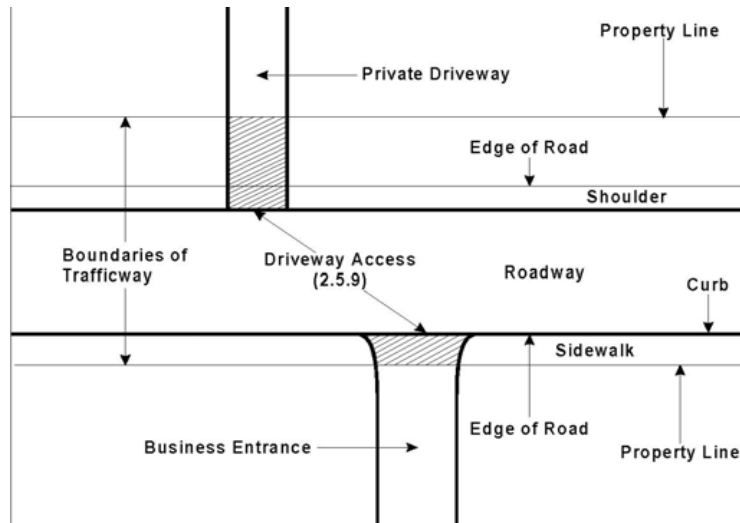 Property Line
Private Driveway
Edge of Road
Shoulder
Boundaries of
Trafficway
Driveway Access
(2.5.9)
Roadway
Curb
Sidewalk
Business Entrance
Edge of Road
Property Line